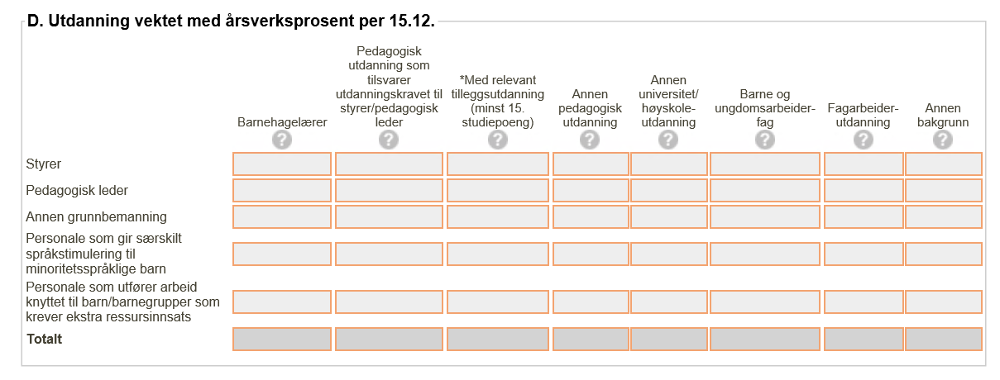 D. Utdanning vektet med årsverksprosent per 15.12.
Barnehagelærer
?
Pedagogisk
utdanning som
tilsvarer
utdanningskravet til
styrer/pedagogisk
leder
?
*Med relevant
tilleggsutdanning
(minst 15.
studiepoeng)
?
Annen
pedagogisk
utdanning
?
Annen
universitet/
høyskole-
utdanning
?
Barne og
ungdomsarbeider-
fag
?
Fagarbeider-
utdanning
?
Annen
bakgrunn
?
Styrer
Pedagogisk leder
Annen grunnbemanning
Personale som gir særskilt
språkstimulering til
minoritetsspråklige barn
Personale som utfører arbeid
knyttet til barn/barnegrupper som
krever ekstra ressursinnsats
Totalt